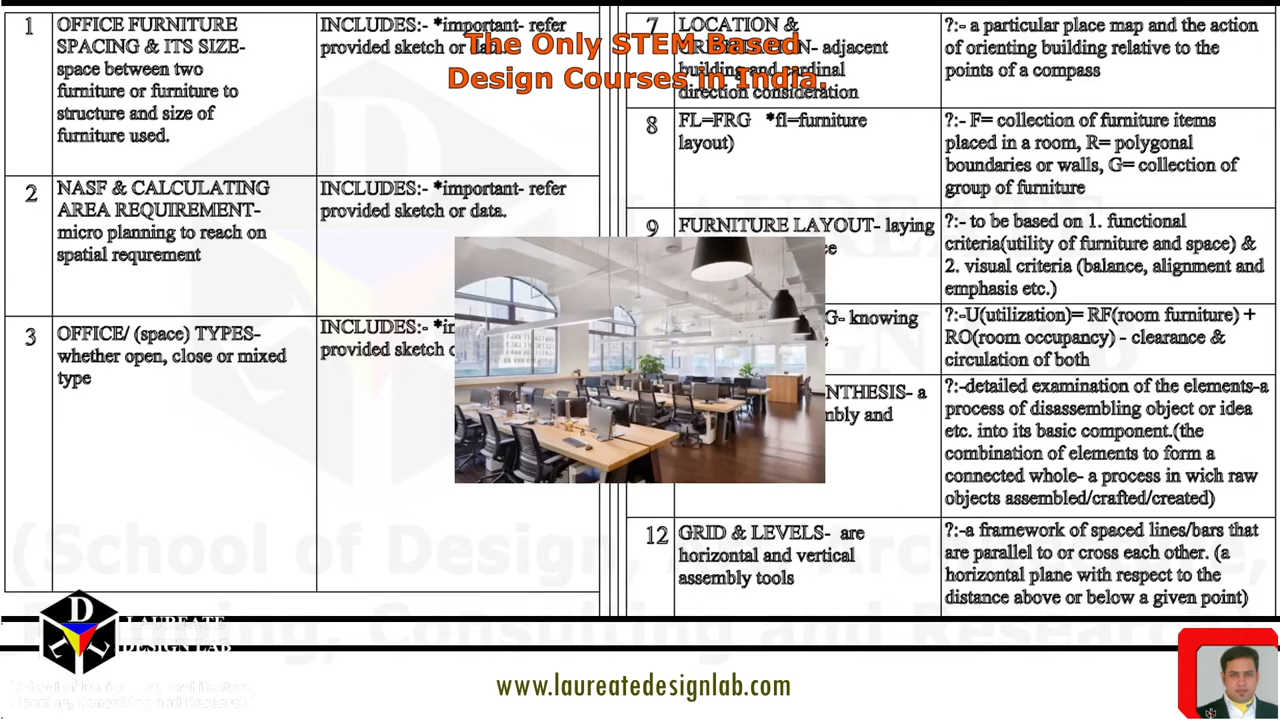 The Only STEM Based
Design Courses in India.
1
OFFICE FURNITURE
SPACING & ITS SIZE-
space between two
furniture or furniture to
structure and size of
furniture used.
INCLUDES:- *important- refer
provided sketch or
2
NASF & CALCULATING
AREA REQUIREMENT-
micro planning to reach on
spatial requrement
INCLUDES:- *important- refer
provided sketch or data.
3
OFFICE/ (space) TYPES-
whether open, close or mixed
type
INCLUDES:-
provided sketch
7
LOCATION &
adjacent
building and cardinal
direction consideration
?:- a particular place map and the action
of orienting building relative to the
points of a compass
8
FL=FRG *fl=furniture
layout)
?:- F= collection of furniture items
placed in a room, R= polygonal
boundaries or walls, G= collection of
group of furniture
9
FURNITURE LAYOUT- laying
?:- to be based on 1. functional
criteria(utility of furniture and space) &
2. visual criteria (balance, alignment and
emphasis etc.)
knowing
?:-U(utilization)= RF(room furniture) +
RO(room occupancy) - clearance &
circulation of both
a
and
?:-detailed examination of the elements-a
process of disassembling object or idea
etc. into its basic component.(the
combination of elements to form a
connected whole- a process in wich raw
objects assembled/crafted/created)
12
GRID & LEVELS- are
horizontal and vertical
assembly tools
?:-a framework of spaced lines/bars that
are parallel to or cross each other. (a
horizontal plane with respect to the
distance above or below a given point)
D
L
L
LAUREATE
DESIGN LAB
www.laureatedesignlab.com